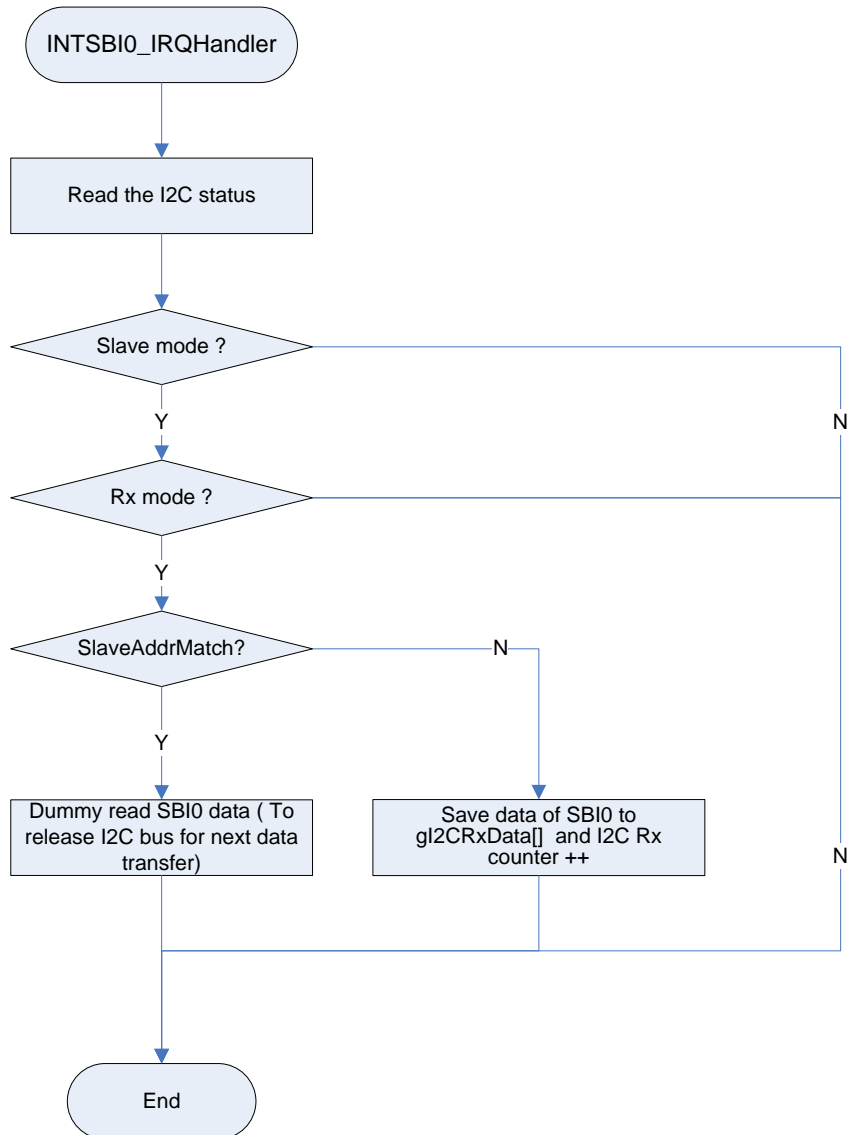 INTSBI0_IRQHandler
Read the I2C status
Slave mode ?
Y
N
Rx mode ?
Y
SlaveAddrMatch?
N
Y
Dummy read SBI0 data ( To
release I2C bus for next data
transfer)
Save data of SBI0 to
gI2CRxData[]  and I2C Rx
counter ++
N
End